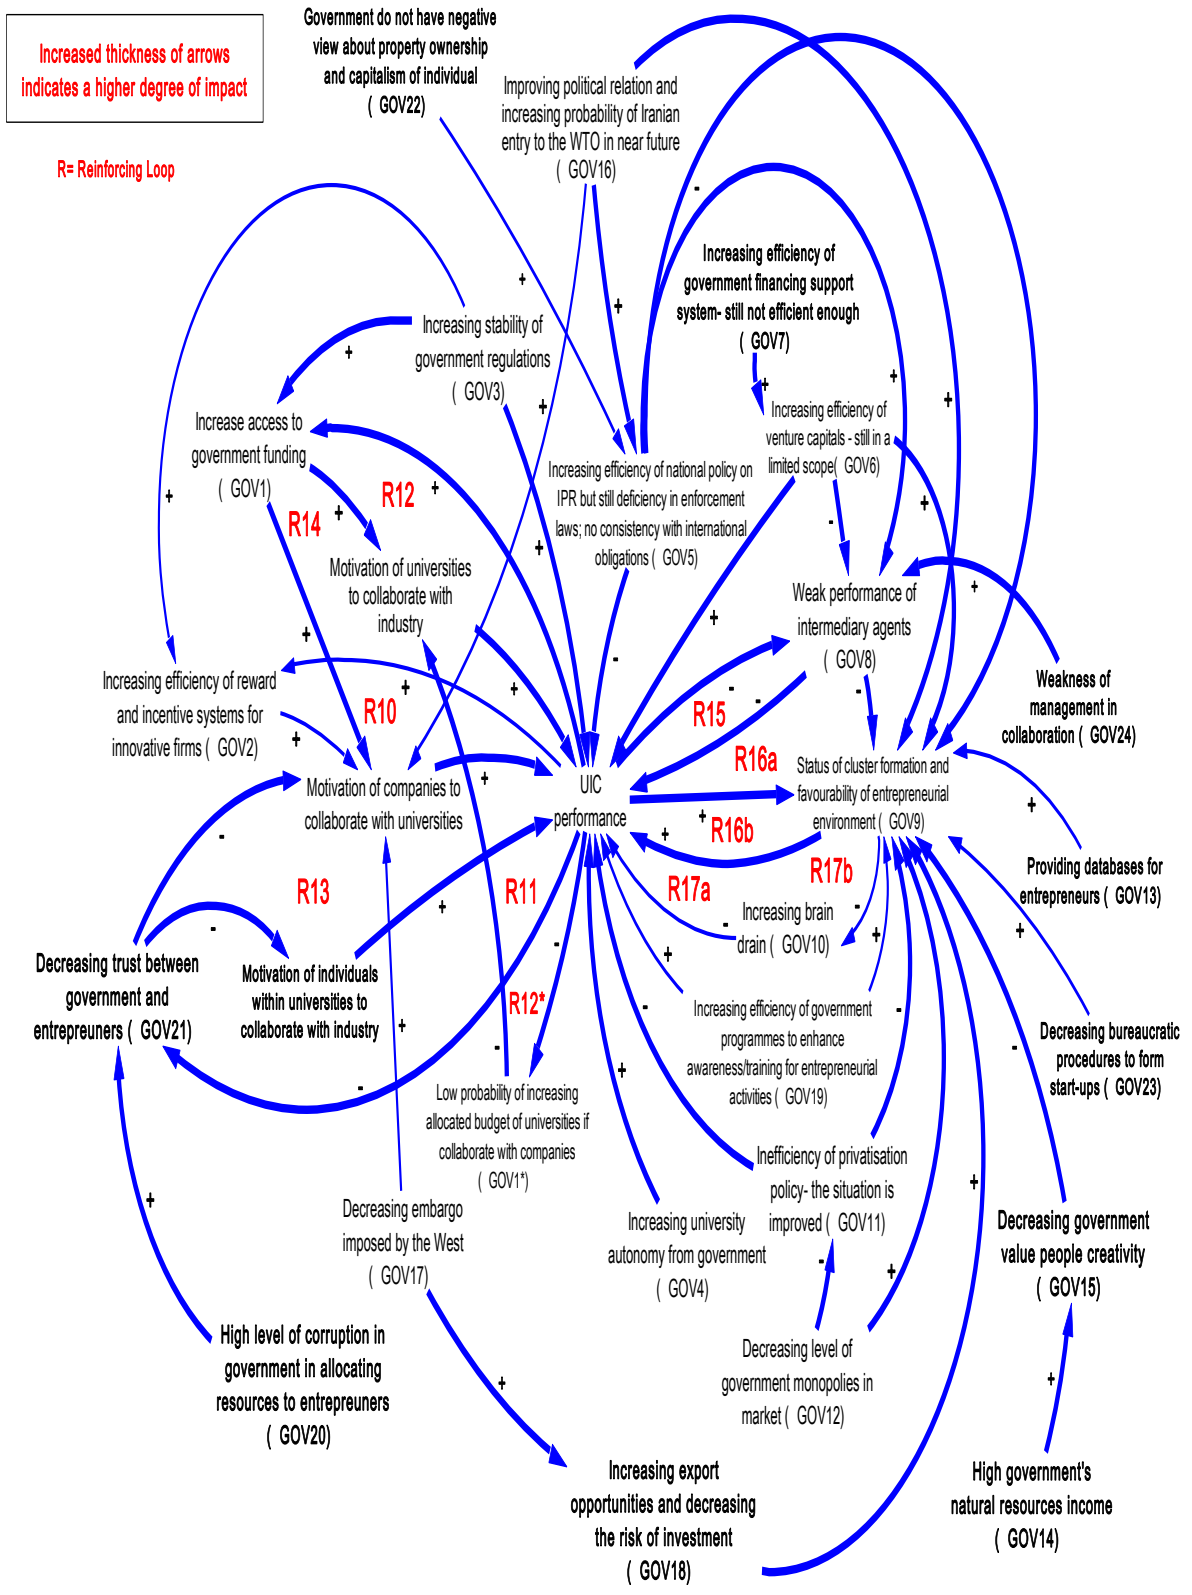 Increased thickness of arrows
indicates a higher degree of impact
R= Reinforcing Loop
Government do not have negative
view about property ownership
and capitalism of individual
( GOV22)
Improving political relation and
increasing probability of Iranian
entry to the WTO in near future
( GOV16)
Increasing efficiency of
government financing support
system- still not efficient enough
( GOV7)
Increasing stability of
government regulations
( GOV3)
Increase access to
government funding
( GOV1)
Increasing efficiency of
venture capitals - still in a
limited scope( GOV6)
Increasing efficiency of national policy on
IPR but still deficiency in enforcement
laws; no consistency with international
obligations ( GOV5)
R12
R14
Motivation of universities
to collaborate with
industry
Weak performance of
intermediary agents
( GOV8)
Increasing efficiency of reward
and incentive systems for
innovative firms ( GOV2)
Weakness of
management in
collaboration ( GOV24)
R10
R15
R16a
Motivation of companies to
collaborate with universities
UIC
performance
Status of cluster formation and
favourability of entrepreneurial
environment ( GOV9)
R16b
R13
R11
R17a
R17b
Providing databases for
entrepreneurs ( GOV13)
Increasing brain
drain ( GOV10)
Decreasing trust between
government and
entrepreuners ( GOV21)
Motivation of individuals
within universities to
collaborate with industry
R12*
Increasing efficiency of government
programmes to enhance
awareness/training for entrepreneurial
activities ( GOV19)
Decreasing bureaucratic
procedures to form
start-ups ( GOV23)
Low probability of increasing
allocated budget of universities if
collaborate with companies
( GOV1*)
Inefficiency of privatisation
policy- the situation is
improved ( GOV11)
Decreasing embargo
imposed by the West
( GOV17)
Increasing university
autonomy from government
( GOV4)
Decreasing government
value people creativity
( GOV15)
High level of corruption in
government in allocating
resources to entrepreuners
( GOV20)
Decreasing level of
government monopolies in
market ( GOV12)
Increasing export
opportunities and decreasing
the risk of investment
( GOV18)
High government's
natural resources income
( GOV14)